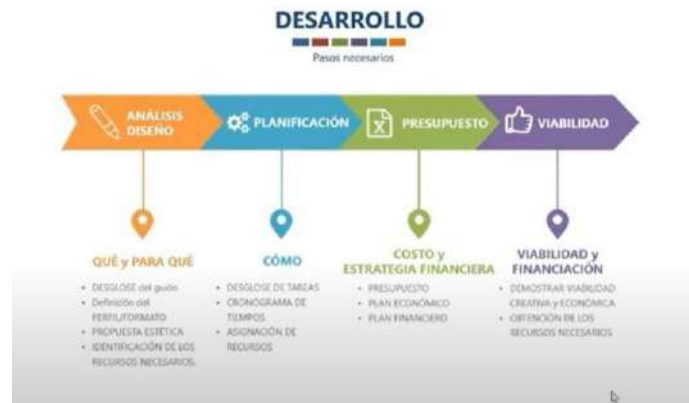 DESARROLLO
Pasos necesarios
ANÁLISIS
DISEÑO
PLANIFICACIÓN
PRESUPUESTO
VIABILIDAD
QUÉ y PARA QUÉ
• DESGLOSE del guión
• Definición del
PERFIL/FORMATO
• PROPUESTA ESTÉTICA
• IDENTIFICACIÓN DE LOS
RECURSOS NECESARIOS.
CÓMO
• DESGLOSE DE TAREAS
• CRONOGRAMA DE
TIEMPOS
• ASIGNACIÓN DE
RECURSOS
COSTO y
ESTRATEGIA FINANCIERA
• PRESUPUESTO
• PLAN ECONÓMICO
• PLAN FINANCIERO
VIABILIDAD y
FINANCIACIÓN
• DEMOSTRAR VIABILIDAD
CREATIVA y ECONÓMICA
• OBTENCIÓN DE LOS
RECURSOS NECESARIOS